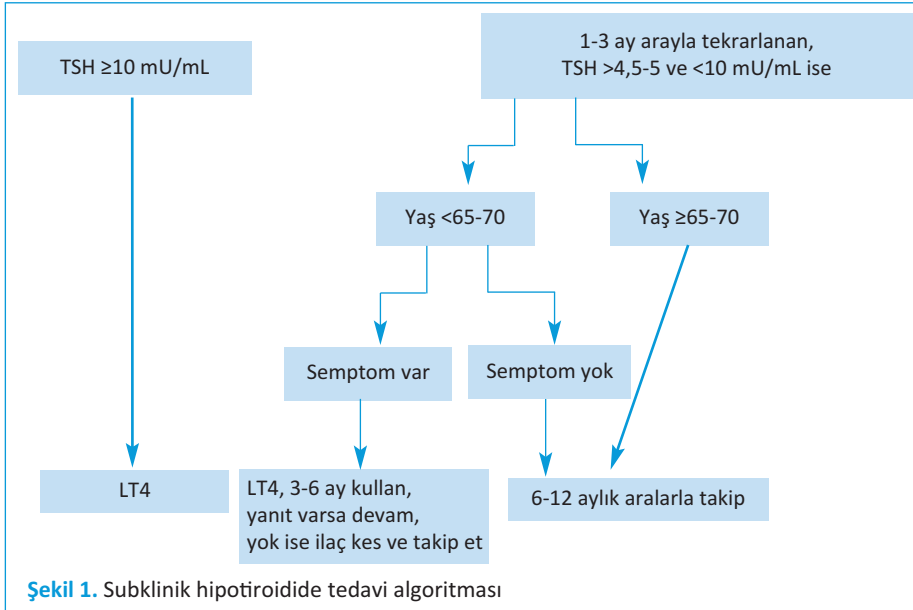 TSH ≥10 mU/mL
1-3 ay arayla tekrarlanan,
TSH >4,5-5 ve <10 mU/mL ise
Yaş <65-70
Yaş ≥65-70
Semptom var
Semptom yok
LT4
LT4, 3-6 ay kullan,
yanıt varsa devam,
yok ise ilaç kes ve takip et
6-12 aylık aralarla takip
Şekil 1. Subklinik hipotiroidide tedavi algoritması